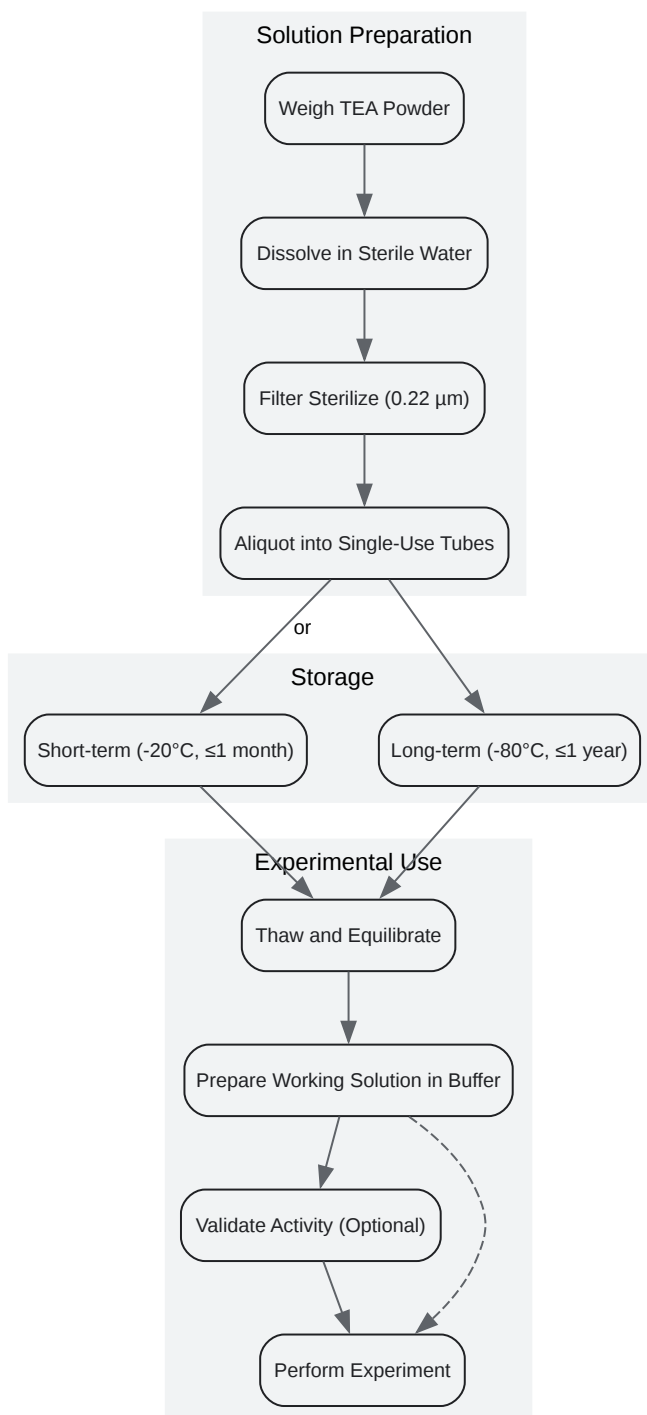 Solution Preparation
Weigh TEA Powder
Dissolve in Sterile Water
Filter Sterilize (0.22 µm)
Aliquot into Single-Use Tubes
or
Storage
Short-term (-20°C, ≤1 month)
Long-term (-80°C, ≤1 year)
Experimental Use
Thaw and Equilibrate
Prepare Working Solution in Buffer
Validate Activity (Optional)
Perform Experiment